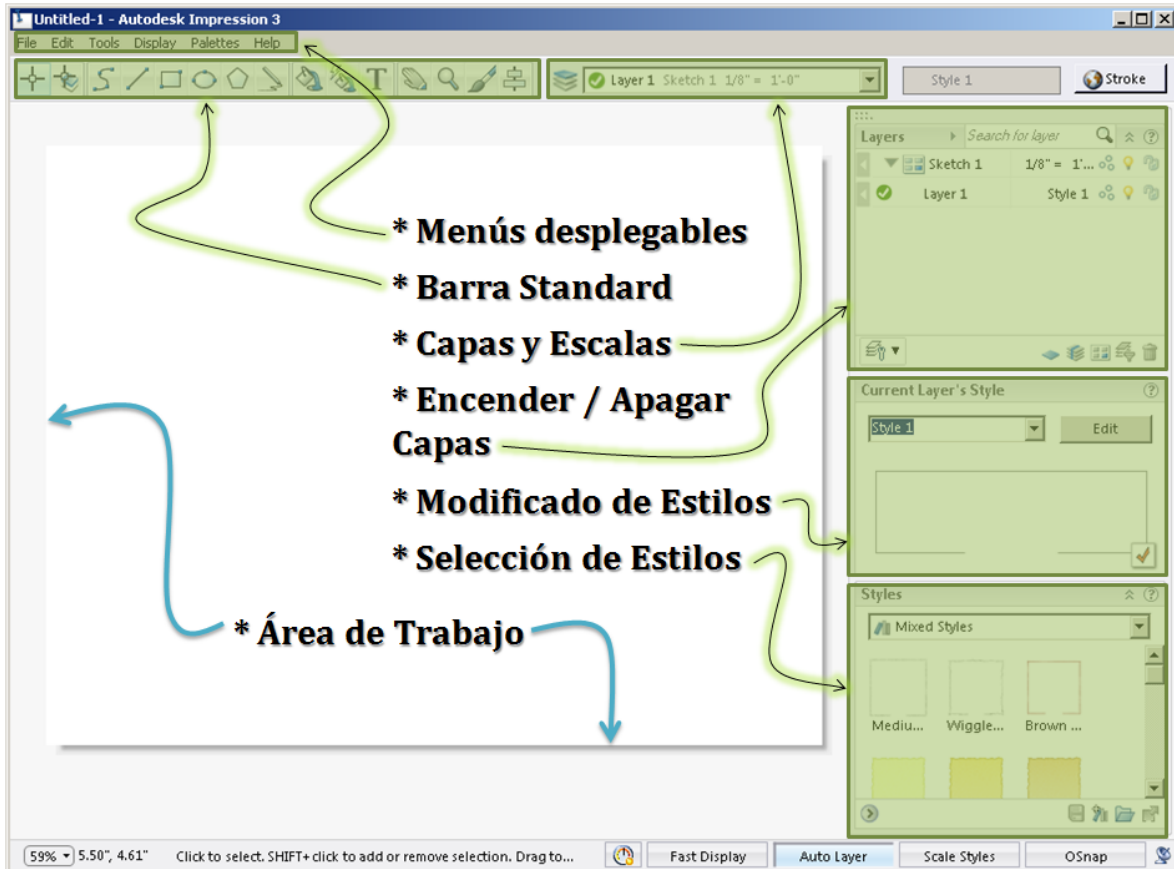 Untitled-1 - Autodesk Impression 3
File Edit Tools Display Palettes Help
T
Layer 1 Sketch 1 1/8" = 1'-0"
Style 1
Stroke
Layers
Search for layer
Sketch 1 1/8" = 1'...
Layer 1 Style 1
* Menús desplegables
* Barra Standard
* Capas y Escalas
* Encender / Apagar
Capas
* Modificado de Estilos
* Selección de Estilos
* Área de Trabajo
Current Layer's Style
Style 1
Edit
Styles
Mixed Styles
Mediu... Wiggle... Brown ...
59% 5.50", 4.61" Click to select. SHIFT+click to add or remove selection. Drag to... Fast Display Auto Layer Scale Styles OSnap